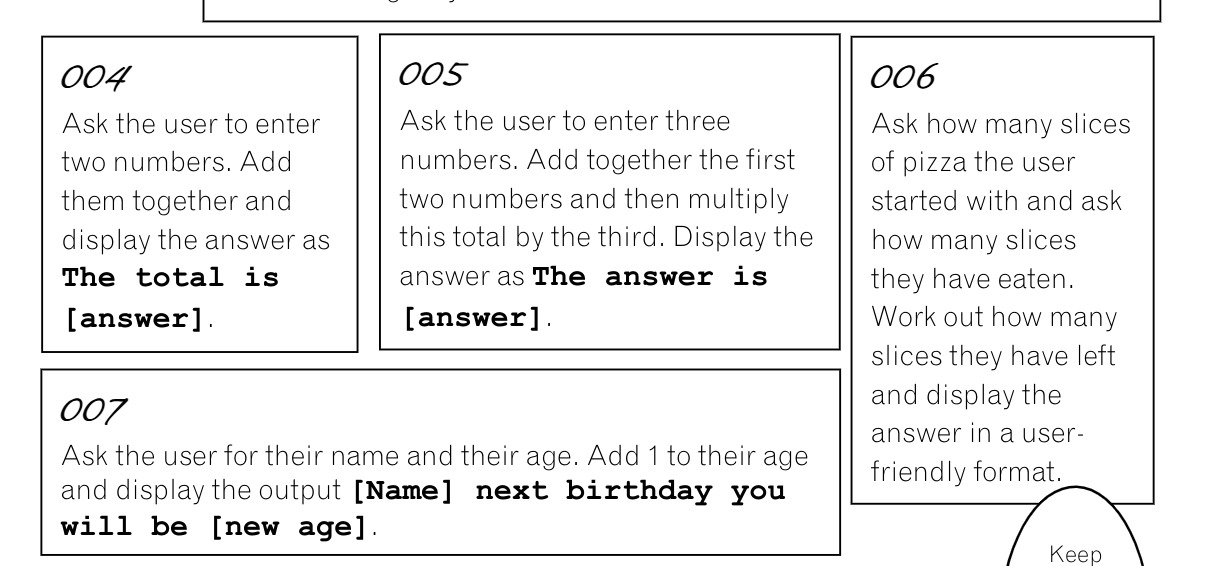 004
Ask the user to enter
two numbers. Add
them together and
display the answer as
The total is
[answer].
005
Ask the user to enter three
numbers. Add together the first
two numbers and then multiply
this total by the third. Display the
answer as The answer is
[answer].
006
Ask how many slices
of pizza the user
started with and ask
how many slices
they have eaten.
Work out how many
slices they have left
and display the
answer in a user-
friendly format.
007
Ask the user for their name and their age. Add 1 to their age
and display the output [Name] next birthday you
will be [new age].
Keep